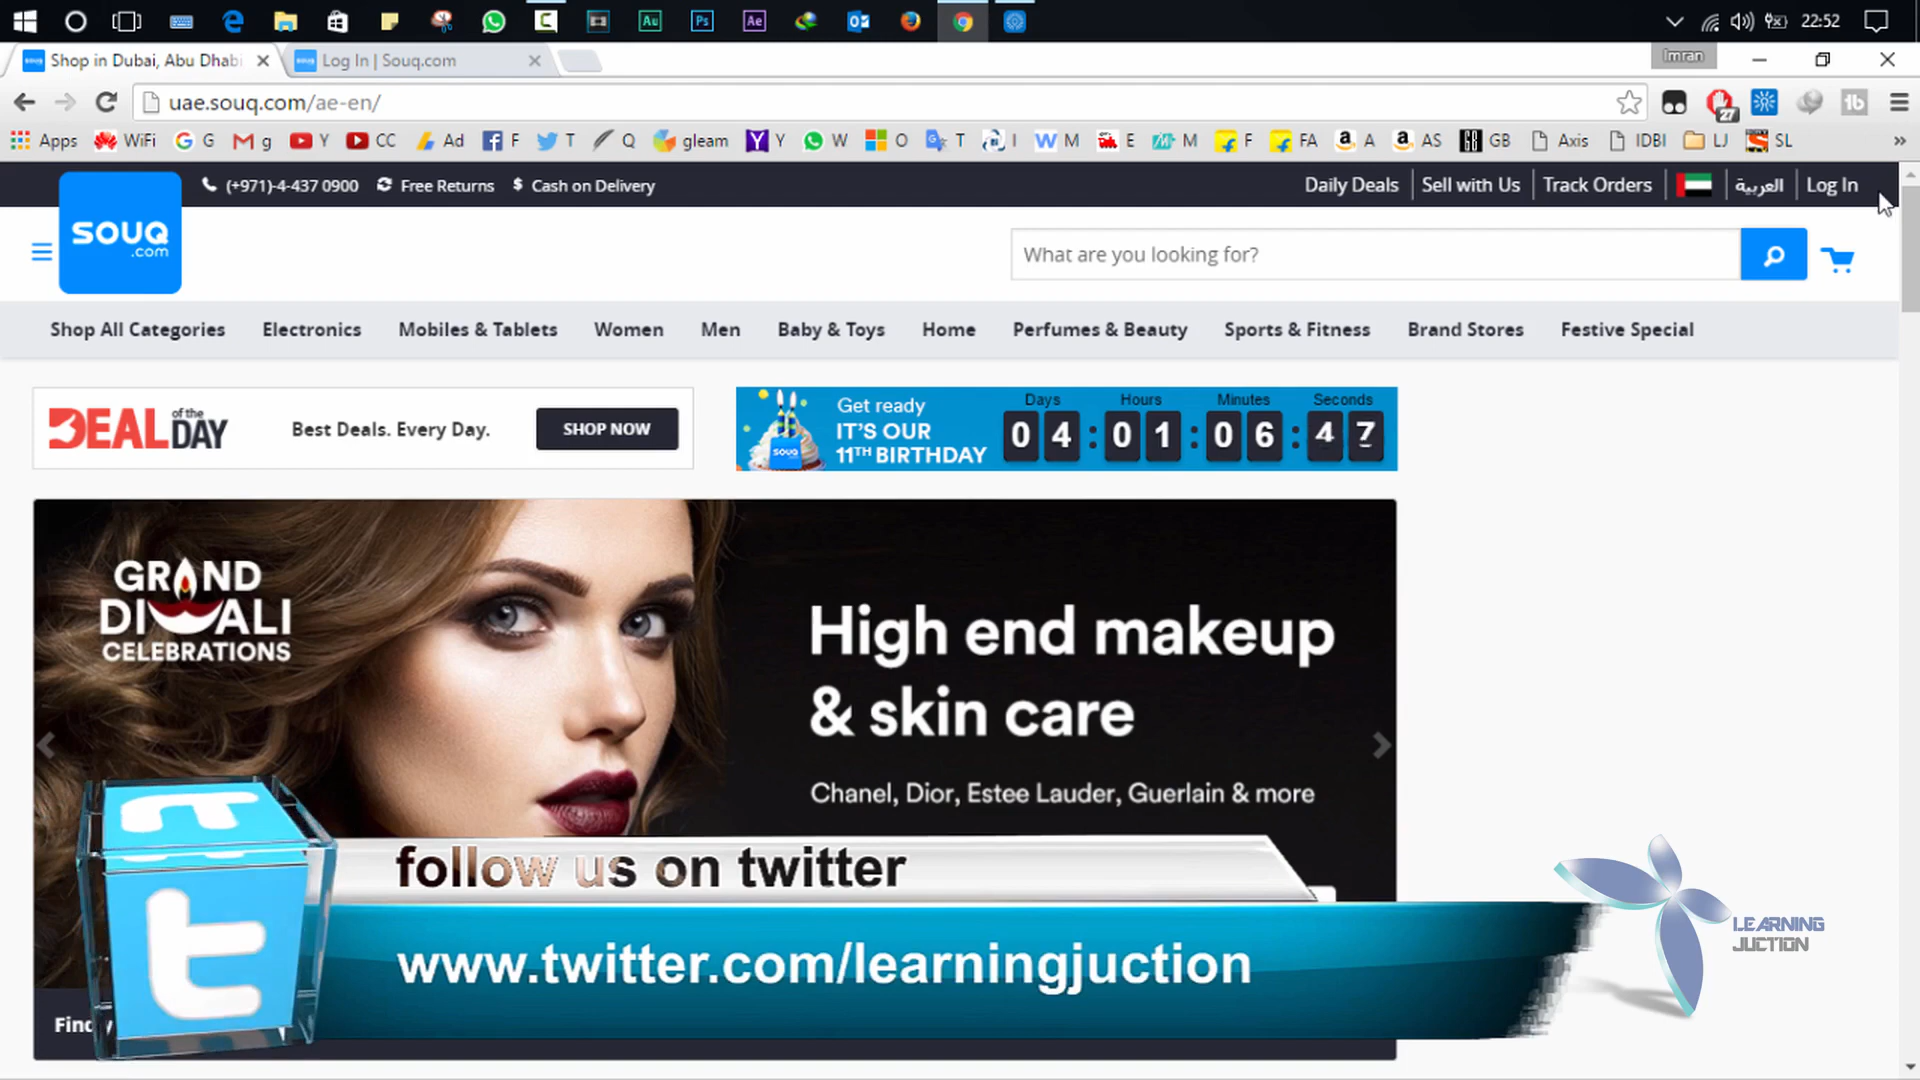 22:52
Shop in Dubai, Abu Dhabi
Log In | Souq.com
Imran
uae.souq.com/ae-en/
27
Apps WiFi G M g Y CC Ad F T Q gleam Y W O T I M E M F FA A AS GB Axis IDBI LJ SL
(+971)-4-437 0900 Free Returns Cash on Delivery
Daily Deals Sell with Us Track Orders العربية Log In
SOUQ
.com
What are you looking for?
Shop All Categories Electronics Mobiles & Tablets Women Men Baby & Toys Home Perfumes & Beauty Sports & Fitness Brand Stores Festive Special
DEAL of the DAY
Best Deals. Every Day.
SHOP NOW
Get ready
IT'S OUR
11TH BIRTHDAY
Days Hours Minutes Seconds
04 : 01 : 06 : 47
GRAND
DIWALI
CELEBRATIONS
High end makeup
& skin care
Chanel, Dior, Estee Lauder, Guerlain & more
follow us on twitter
www.twitter.com/learningjuction
LEARNING
JUCTION
Find